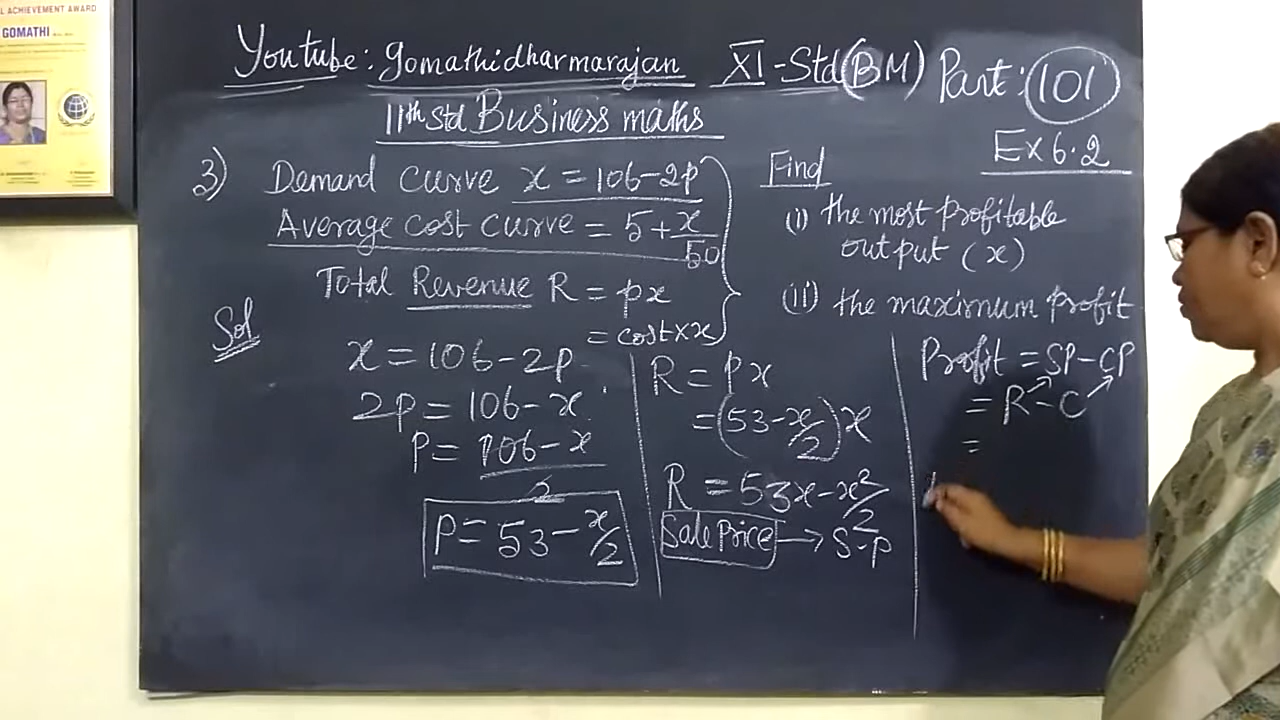 L ACHIEVEMENT AWARD
GOMATHI
Youtube: gomathidharmarajan XI-Std(BM) Part: 101
11th std Business maths
Ex 6.2
3) Demand curve x = 106-2p
Average cost curve = 5+x/50
Total Revenue R = px
= cost×x
Find
(i) the most profitable
output (x)
(ii) the maximum profit
Sol
x = 106-2p
2p = 106-x
p = 106-x/2
P = 53-x/2
R = px
= (53-x/2)x
R = 53x-x²/2
Sale Price → S.P
Profit = SP-CP
= R-C
=